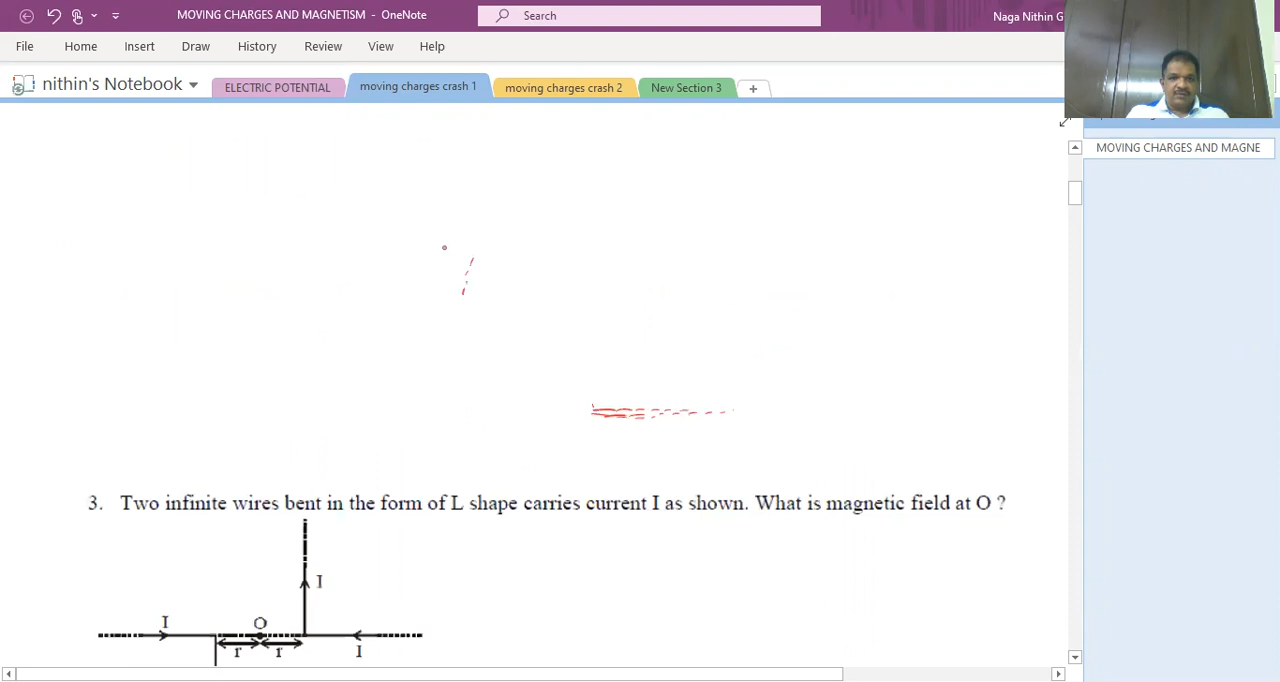 MOVING CHARGES AND MAGNETISM - OneNote
Search
Naga Nithin G
File Home Insert Draw History Review View Help
nithin's Notebook
ELECTRIC POTENTIAL
moving charges crash 1
moving charges crash 2
New Section 3
MOVING CHARGES AND MAGNE
3. Two infinite wires bent in the form of L shape carries current I as shown. What is magnetic field at O ?
I
I O
r r I